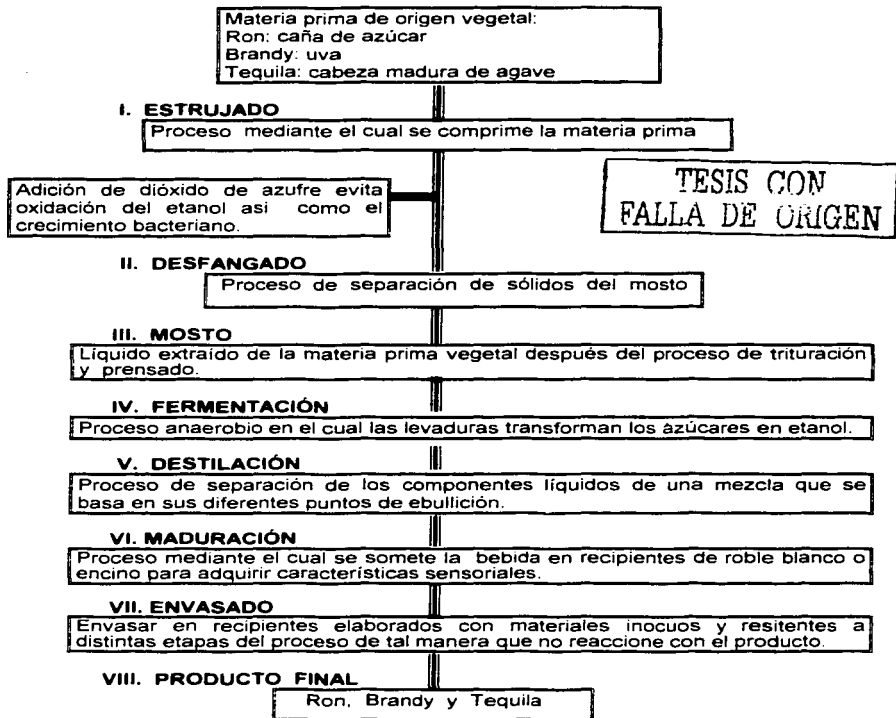 Materia prima de origen vegetal:
Ron: caña de azúcar
Brandy: uva
Tequila: cabeza madura de agave
I. ESTRUJADO
Proceso mediante el cual se comprime la materia prima
Adición de dióxido de azufre evita
oxidación del etanol asi como el
crecimiento bacteriano.
TESIS CON
FALLA DE ORIGEN
II. DESFANGADO
Proceso de separación de sólidos del mosto
III. MOSTO
Líquido extraído de la materia prima vegetal después del proceso de trituración
y prensado.
IV. FERMENTACIÓN
Proceso anaerobio en el cual las levaduras transforman los azúcares en etanol.
V. DESTILACIÓN
Proceso de separación de los componentes líquidos de una mezcla que se
basa en sus diferentes puntos de ebullición.
VI. MADURACIÓN
Proceso mediante el cual se somete la bebida en recipientes de roble blanco o
encino para adquirir características sensoriales.
VII. ENVASADO
Envasar en recipientes elaborados con materiales inocuos y resitentes a
distintas etapas del proceso de tal manera que no reaccione con el producto.
VIII. PRODUCTO FINAL
Ron, Brandy y Tequila